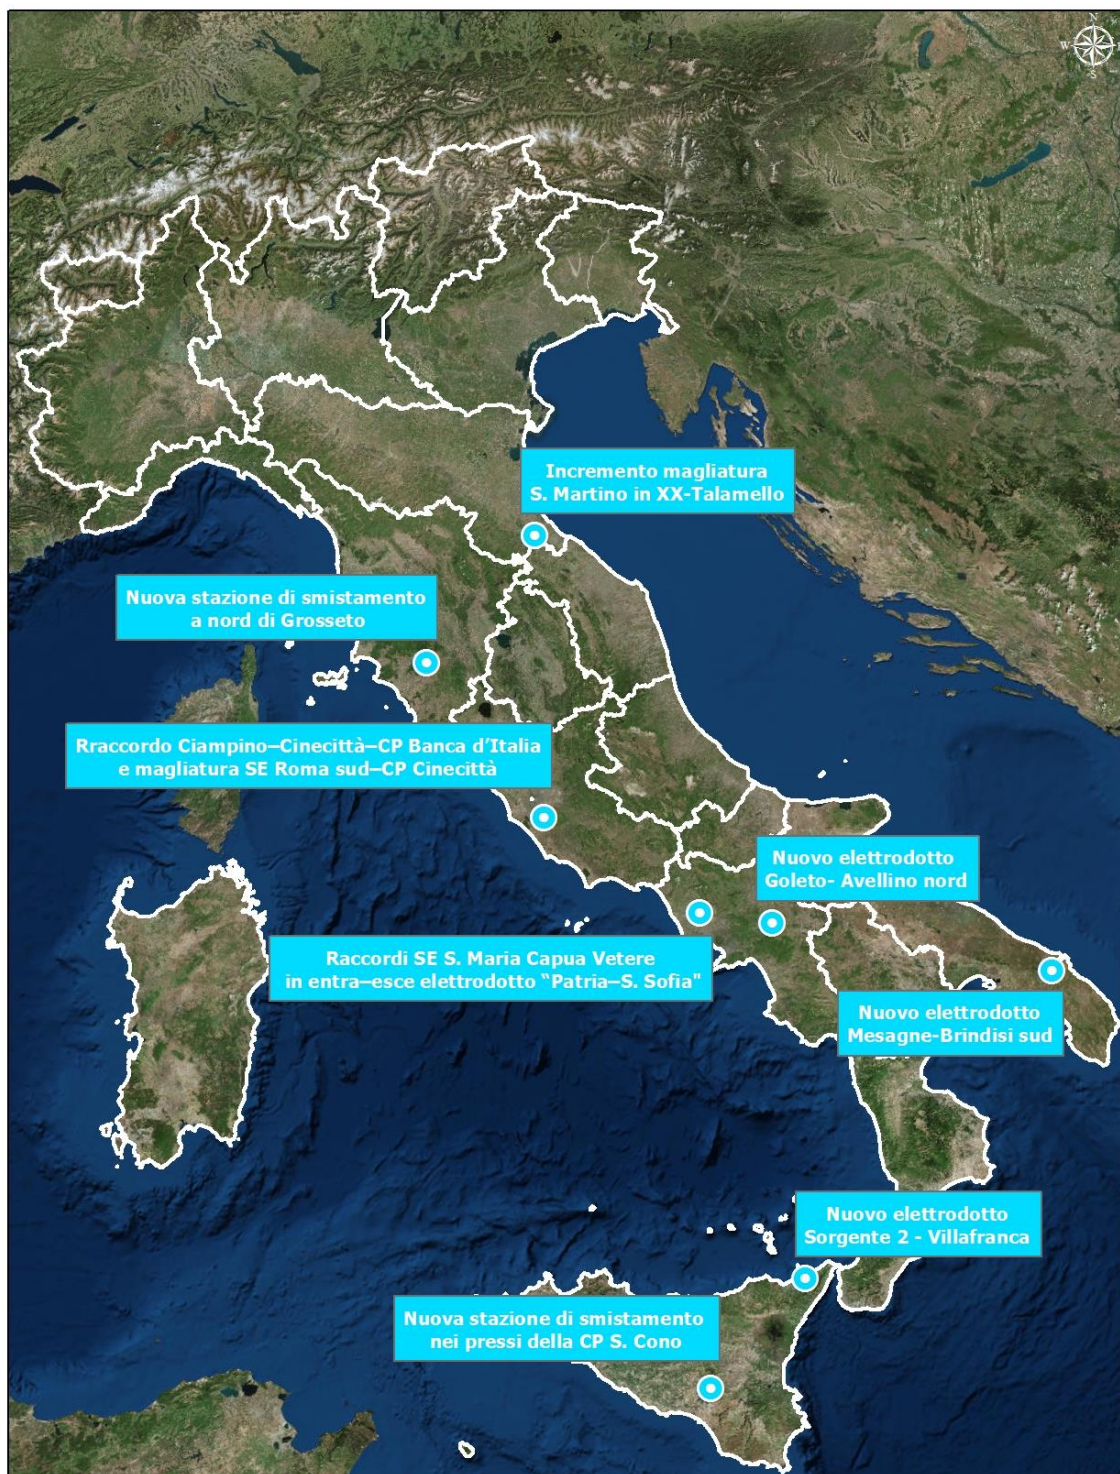 N
W
S
Incremento magliatura
S. Martino in XX-Talamello
Nuova stazione di smistamento
a nord di Grosseto
Rraccordo Ciampino—Cinecittà—CP Banca d'Italia
e magliatura SE Roma sud—CP Cinecittà
Nuovo elettrodotto
Goleto- Avellino nord
Raccordi SE S. Maria Capua Vetere
in entra—esce elettrodotto "Patria—S. Sofia"
Nuovo elettrodotto
Mesagne-Brindisi sud
Nuovo elettrodotto
Sorgente 2 - Villafranca
Nuova stazione di smistamento
nei pressi della CP S. Cono